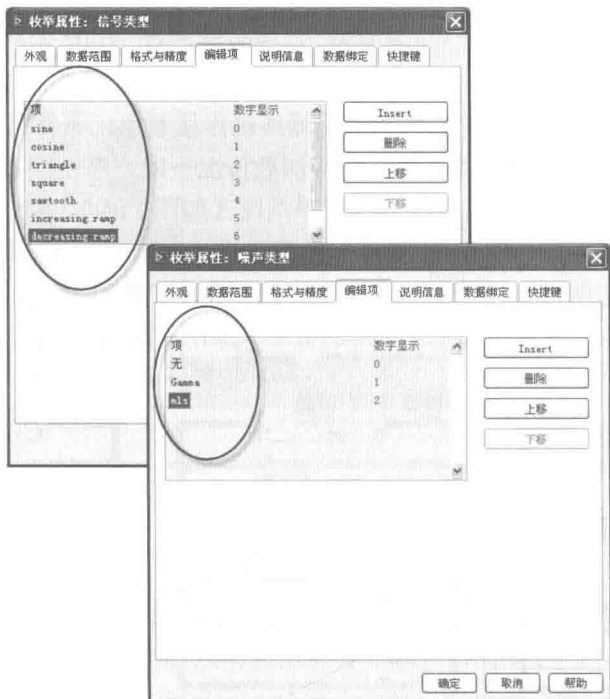 枚举属性：信号类型
外观 数据范围 格式与精度 编辑项 说明信息 数据绑定 快捷键
项 数字显示
sine 0
cosine 1
triangle 2
square 3
sawtooth 4
increasing ramp 5
decreasing ramp 6
Insert
删除
上移
下移
枚举属性：噪声类型
外观 数据范围 格式与精度 编辑项 说明信息 数据绑定 快捷键
项 数字显示
无 0
Gamma 1
mls 2
Insert
删除
上移
下移
确定 取消 帮助